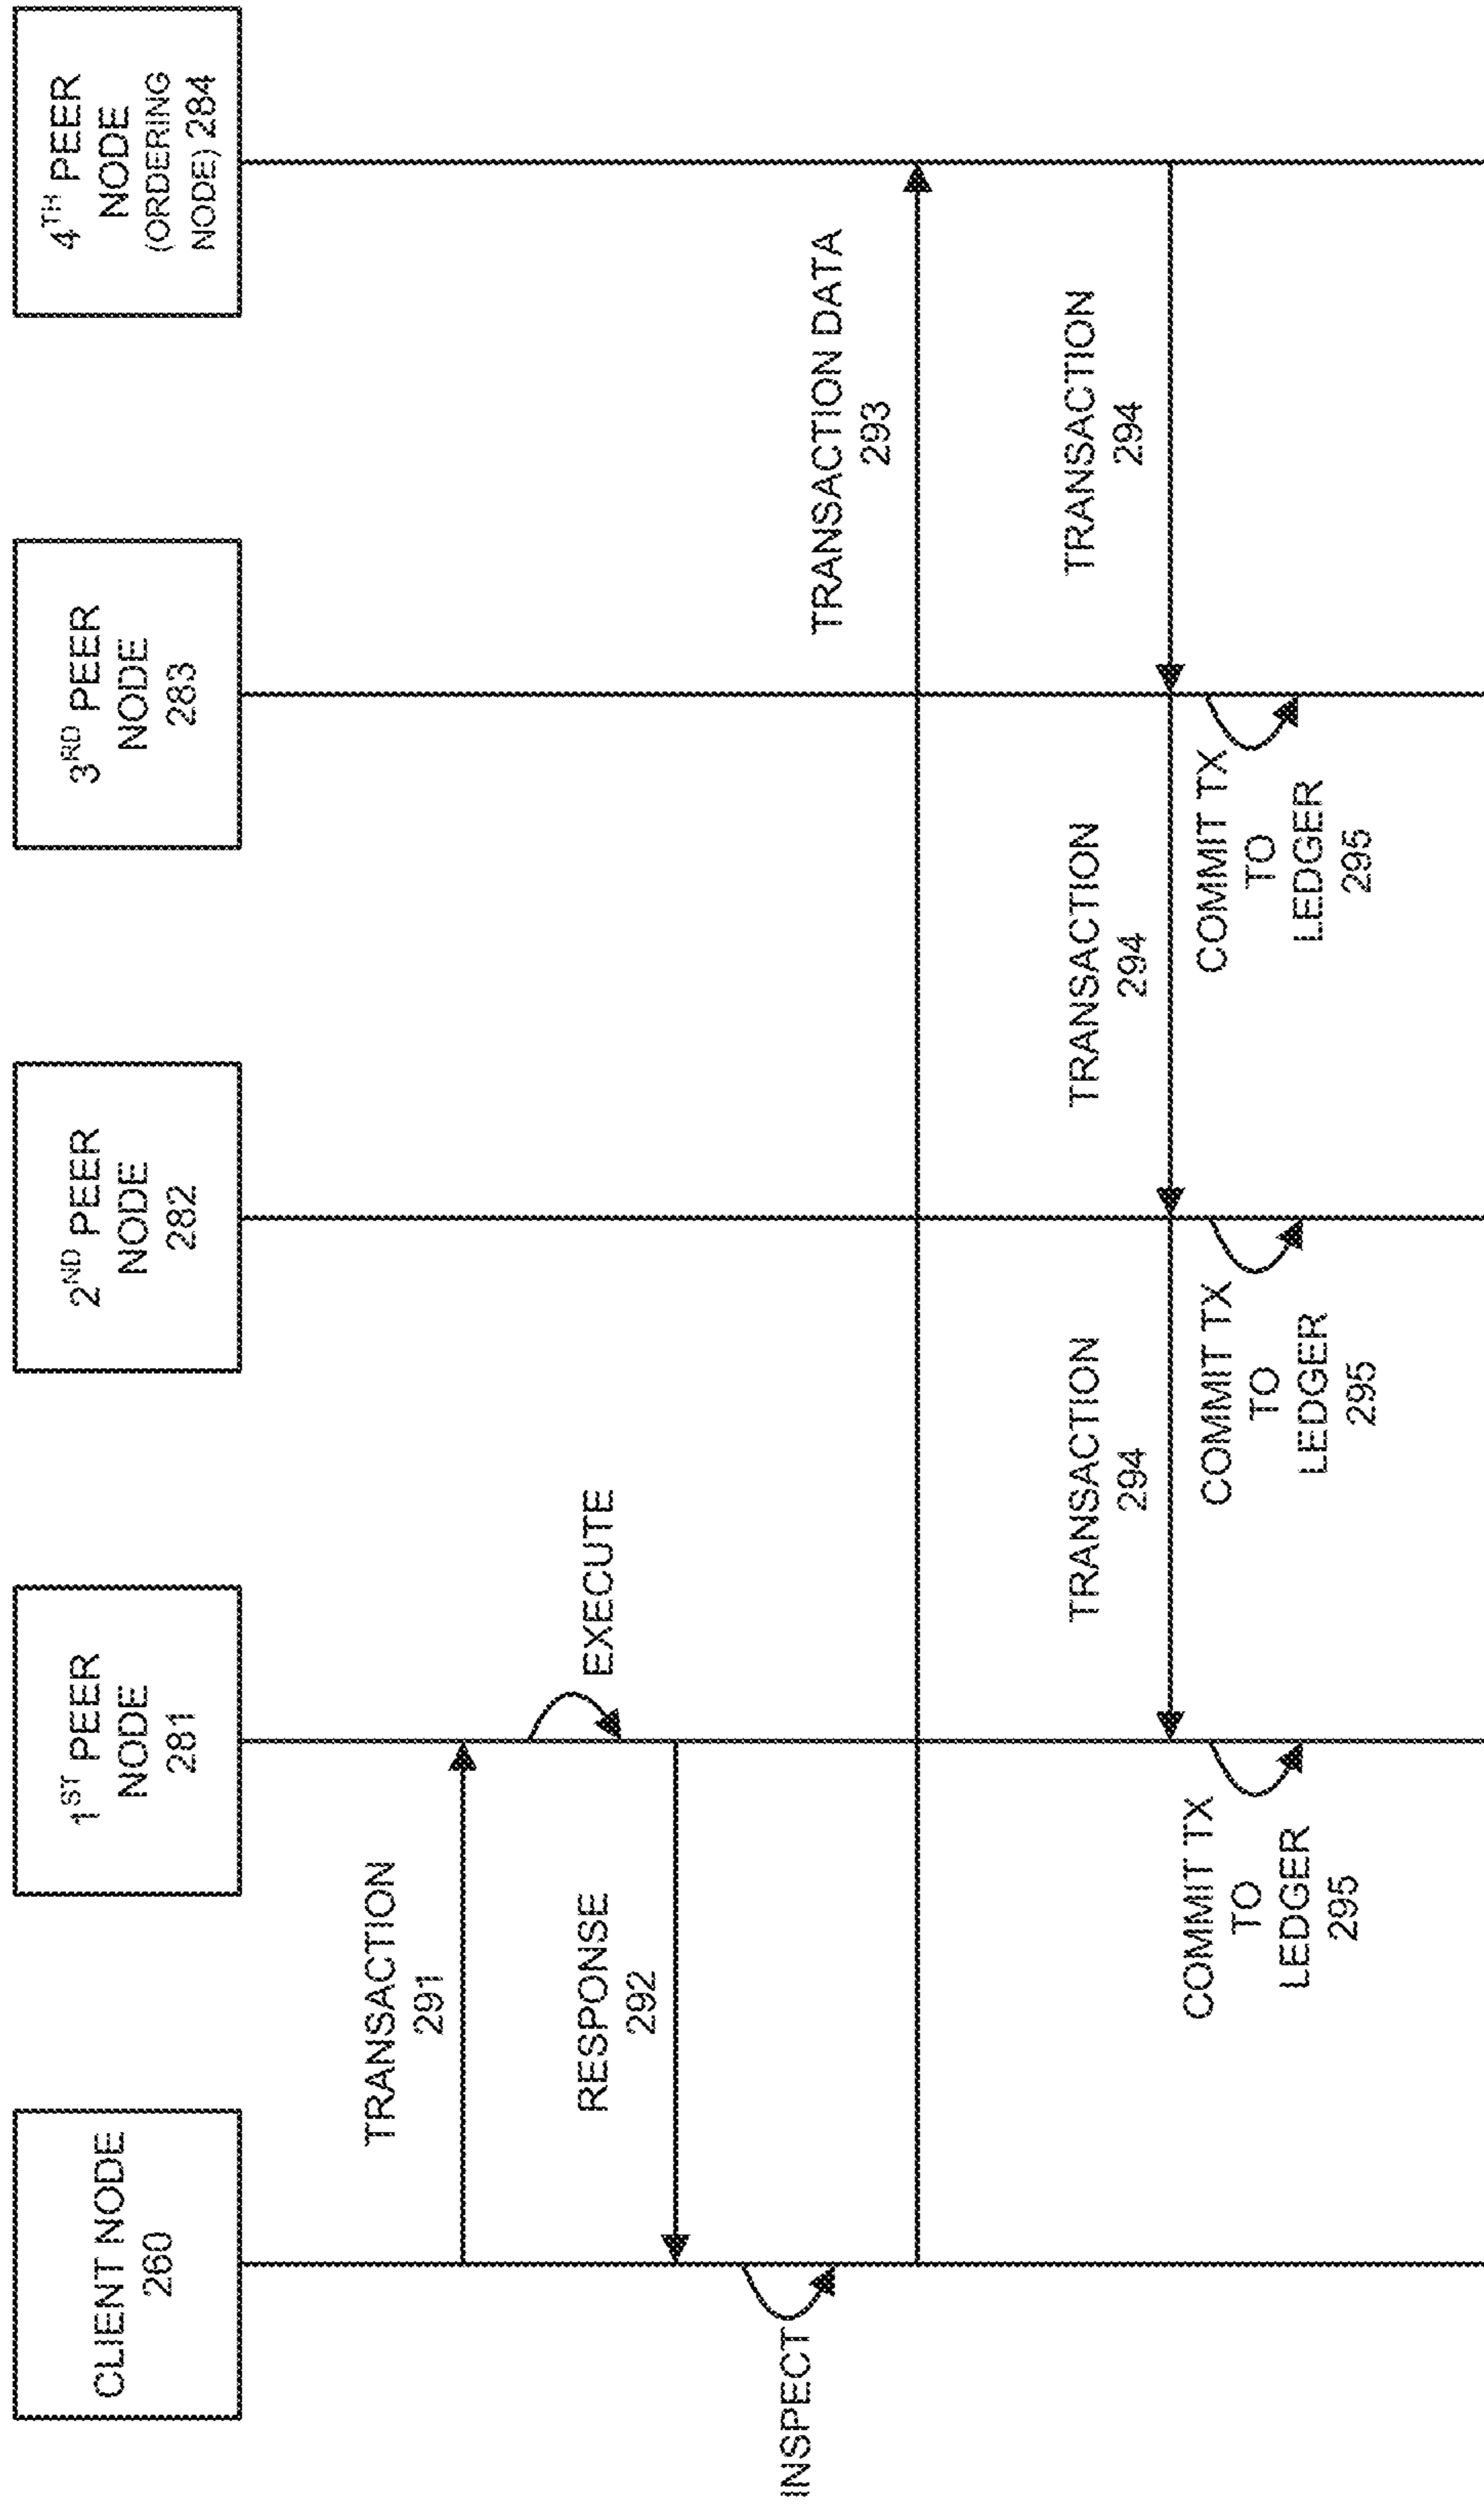 CLIENT NODE
260
1ST PEER
NODE
281
2ND PEER
NODE
282
3RD PEER
NODE
283
4TH PEER
NODE
(ORDERING
NODE) 284
TRANSACTION
291
EXECUTE
RESPONSE
292
INSPECT
TRANSACTION DATA
293
TRANSACTION
294
TRANSACTION
294
TRANSACTION
294
COMMIT TX
TO
LEDGER
295
COMMIT TX
TO
LEDGER
295
COMMIT TX
TO
LEDGER
295